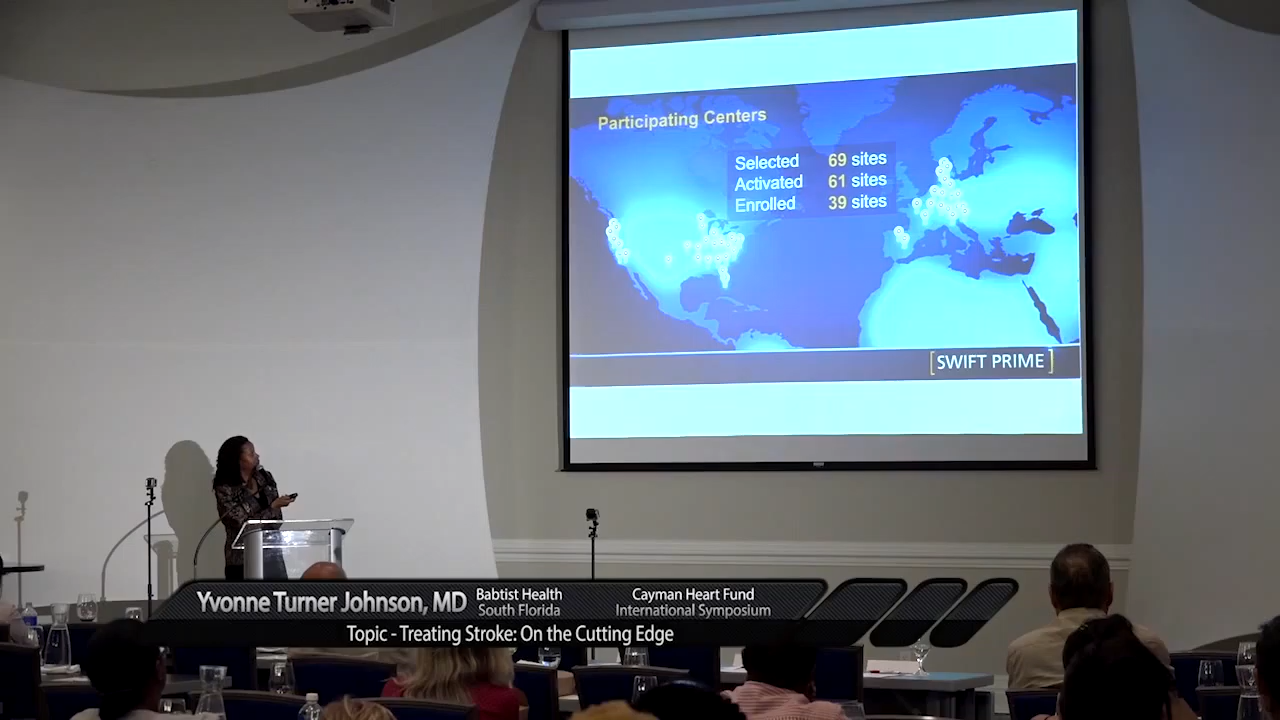 Participating Centers
Selected 69 sites
Activated 61 sites
Enrolled 39 sites
[SWIFT PRIME]
Yvonne Turner Johnson, MD
Babtist Health
South Florida
Cayman Heart Fund
International Symposium
Topic - Treating Stroke: On the Cutting Edge